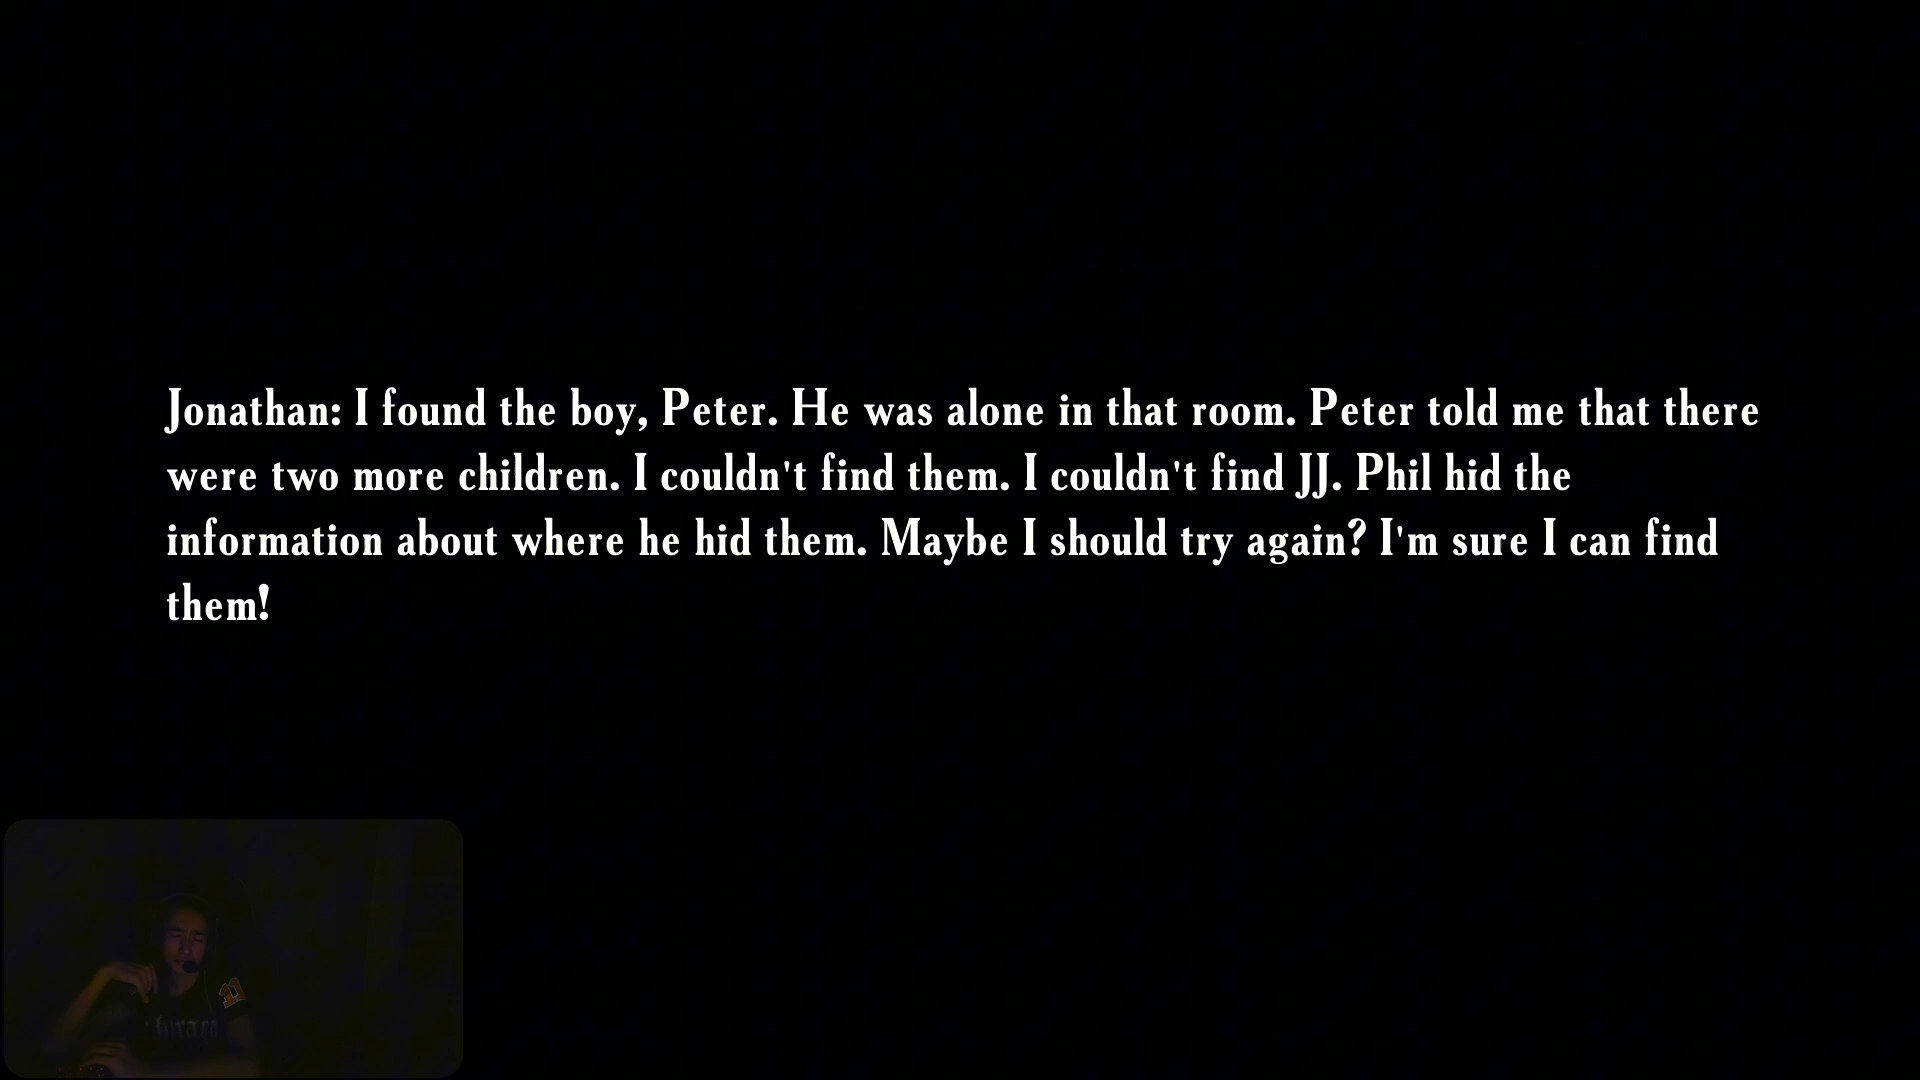 Jonathan: I found the boy, Peter. He was alone in that room. Peter told me that there
were two more children. I couldn't find them. I couldn't find JJ. Phil hid the
information about where he hid them. Maybe I should try again? I'm sure I can find
them!